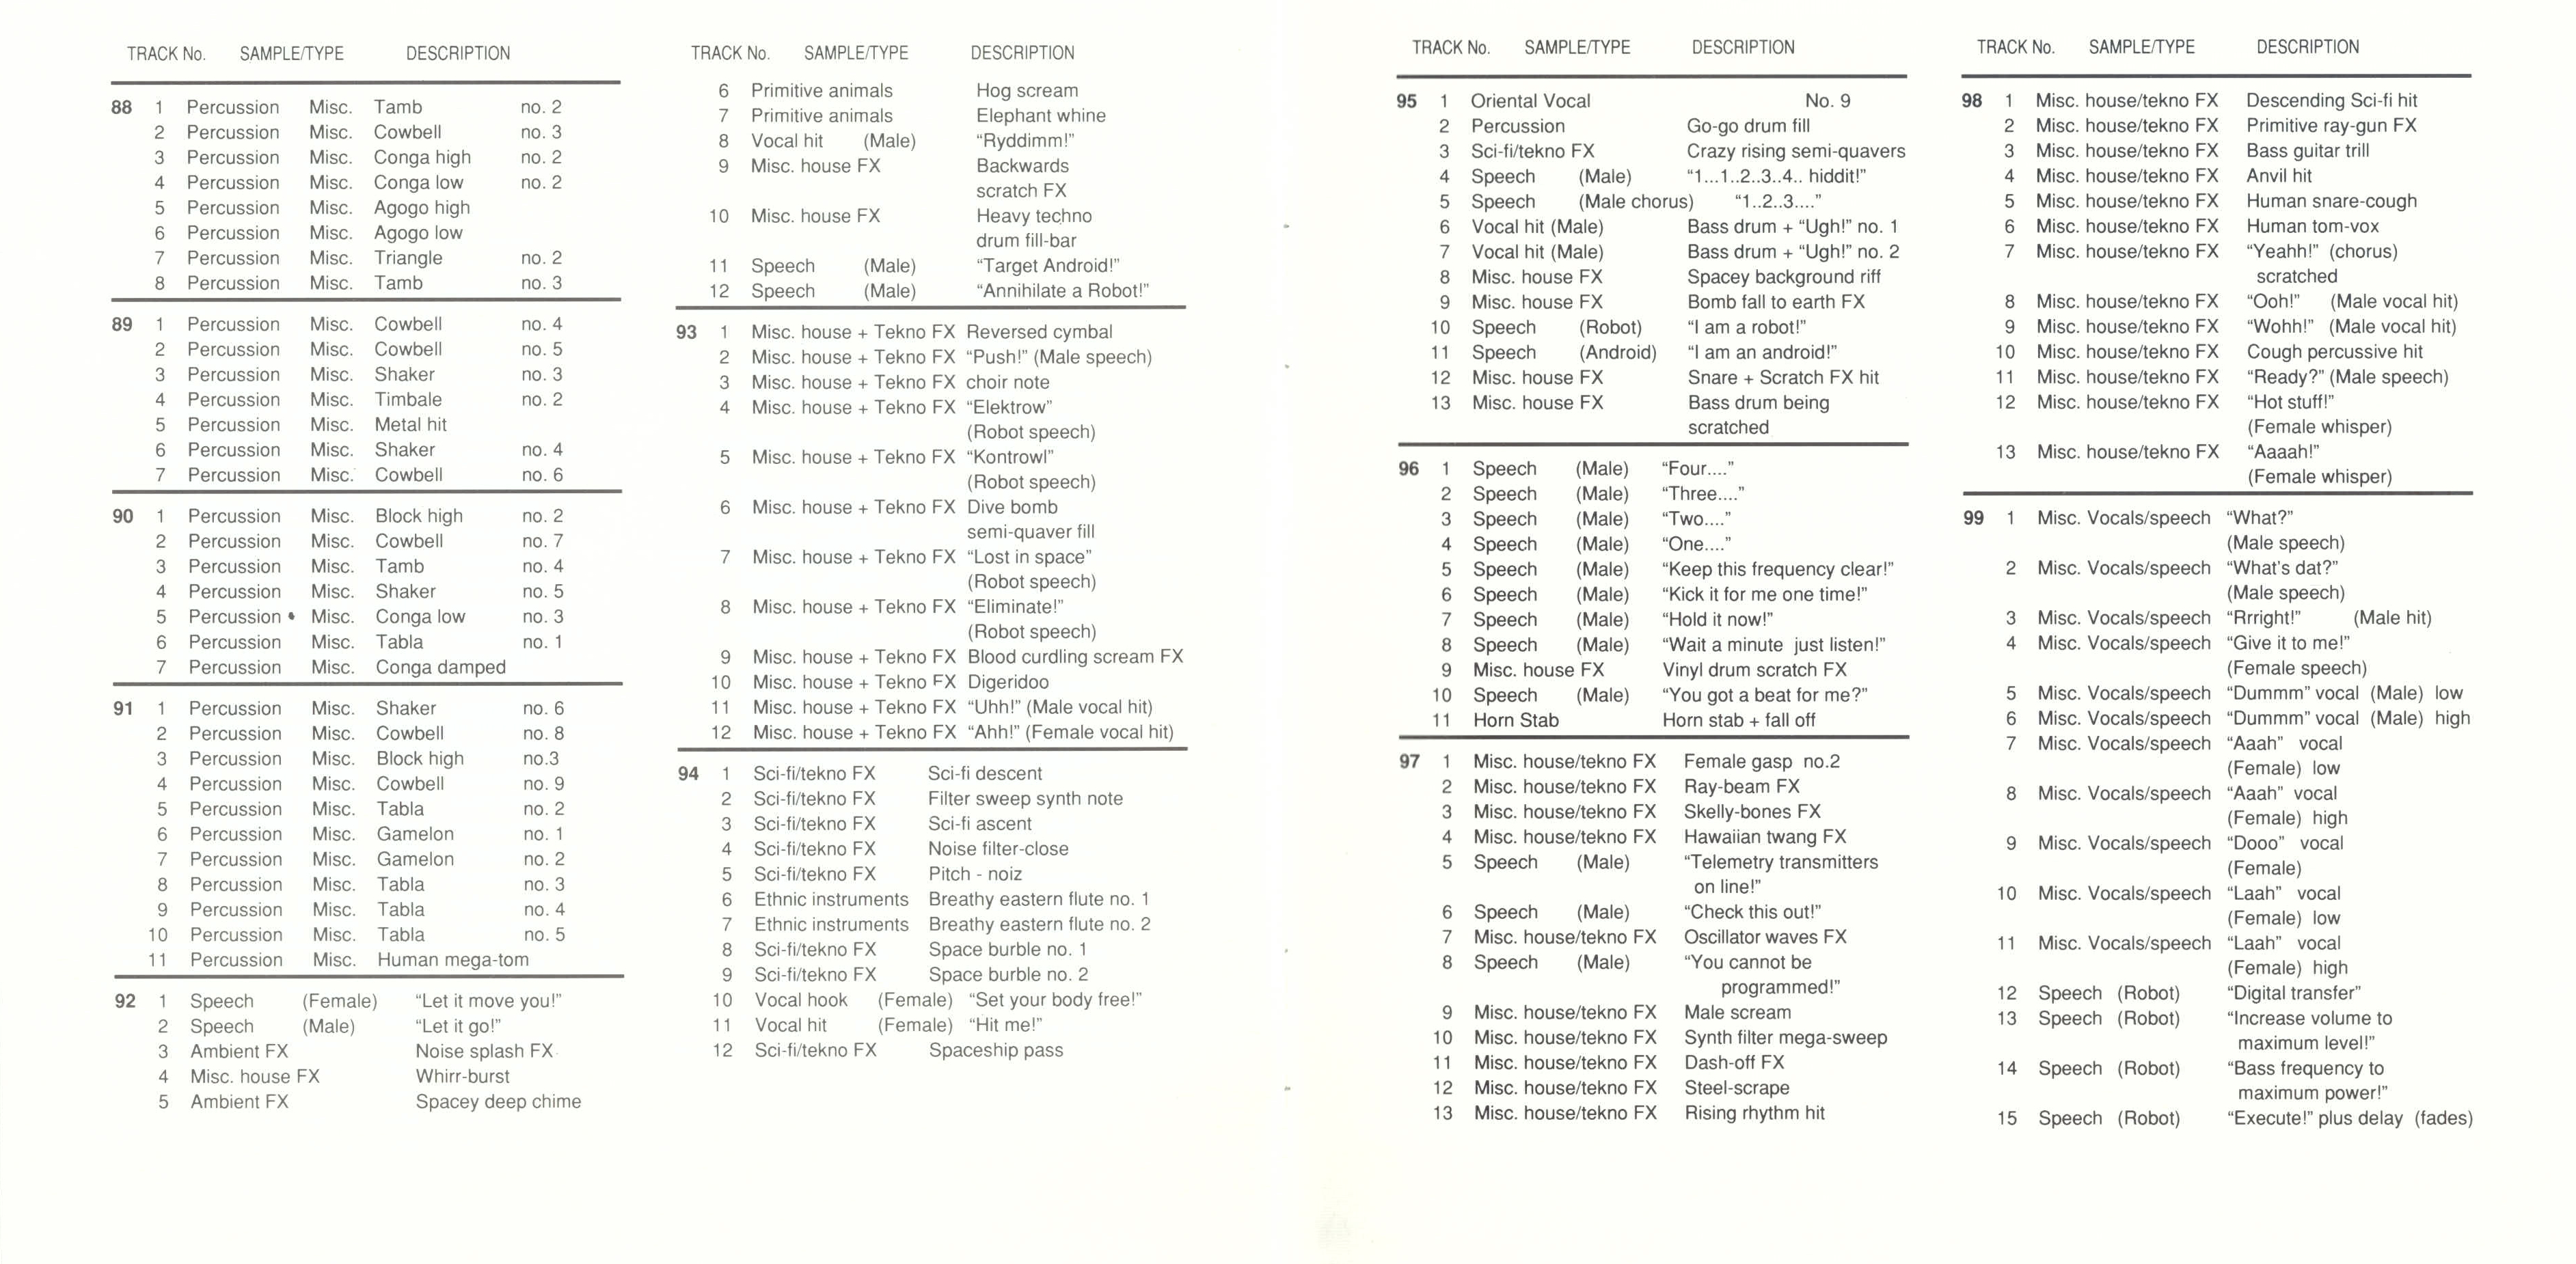 TRACK No. SAMPLE/TYPE DESCRIPTION
88 1 Percussion Misc. Tamb no. 2
2 Percussion Misc. Cowbell no. 3
3 Percussion Misc. Conga high no. 2
4 Percussion Misc. Conga low no. 2
5 Percussion Misc. Agogo high
6 Percussion Misc. Agogo low
7 Percussion Misc. Triangle no. 2
8 Percussion Misc. Tamb no. 3
89 1 Percussion Misc. Cowbell no. 4
2 Percussion Misc. Cowbell no. 5
3 Percussion Misc. Shaker no. 3
4 Percussion Misc. Timbale no. 2
5 Percussion Misc. Metal hit
6 Percussion Misc. Shaker no. 4
7 Percussion Misc. Cowbell no. 6
90 1 Percussion Misc. Block high no. 2
2 Percussion Misc. Cowbell no. 7
3 Percussion Misc. Tamb no. 4
4 Percussion Misc. Shaker no. 5
5 Percussion Misc. Conga low no. 3
6 Percussion Misc. Tabla no. 1
7 Percussion Misc. Conga damped
91 1 Percussion Misc. Shaker no. 6
2 Percussion Misc. Cowbell no. 8
3 Percussion Misc. Block high no.3
4 Percussion Misc. Cowbell no. 9
5 Percussion Misc. Tabla no. 2
6 Percussion Misc. Gamelon no. 1
7 Percussion Misc. Gamelon no. 2
8 Percussion Misc. Tabla no. 3
9 Percussion Misc. Tabla no. 4
10 Percussion Misc. Tabla no. 5
11 Percussion Misc. Human mega-tom
92 1 Speech (Female) “Let it move you!”
2 Speech (Male) “Let it go!”
3 Ambient FX Noise splash FX
4 Misc. house FX Whirr-burst
5 Ambient FX Spacey deep chime
TRACK No. SAMPLE/TYPE DESCRIPTION
6 Primitive animals Hog scream
7 Primitive animals Elephant whine
8 Vocal hit (Male) “Ryddimm!”
9 Misc. house FX Backwards
scratch FX
10 Misc. house FX Heavy techno
drum fill-bar
11 Speech (Male) “Target Android!”
12 Speech (Male) “Annihilate a Robot!”
93 1 Misc. house + Tekno FX Reversed cymbal
2 Misc. house + Tekno FX “Push!” (Male speech)
3 Misc. house + Tekno FX choir note
4 Misc. house + Tekno FX “Elektrow”
(Robot speech)
5 Misc. house + Tekno FX “Kontrowl”
(Robot speech)
6 Misc. house + Tekno FX Dive bomb
semi-quaver fill
7 Misc. house + Tekno FX “Lost in space”
(Robot speech)
8 Misc. house + Tekno FX “Eliminate!”
(Robot speech)
9 Misc. house + Tekno FX Blood curdling scream FX
10 Misc. house + Tekno FX Digeridoo
11 Misc. house + Tekno FX “Uhh!” (Male vocal hit)
12 Misc. house + Tekno FX “Ahh!” (Female vocal hit)
94 1 Sci-fi/tekno FX Sci-fi descent
2 Sci-fi/tekno FX Filter sweep synth note
3 Sci-fi/tekno FX Sci-fi ascent
4 Sci-fi/tekno FX Noise filter-close
5 Sci-fi/tekno FX Pitch - noiz
6 Ethnic instruments Breathy eastern flute no. 1
7 Ethnic instruments Breathy eastern flute no. 2
8 Sci-fi/tekno FX Space burble no. 1
9 Sci-fi/tekno FX Space burble no. 2
10 Vocal hook (Female) “Set your body free!”
11 Vocal hit (Female) “Hit me!”
12 Sci-fi/tekno FX Spaceship pass
TRACK No. SAMPLE/TYPE DESCRIPTION
95 1 Oriental Vocal No. 9
2 Percussion Go-go drum fill
3 Sci-fi/tekno FX Crazy rising semi-quavers
4 Speech (Male) “1...1..2..3..4.. hiddit!”
5 Speech (Male chorus) “1..2..3....”
6 Vocal hit (Male) Bass drum + “Ugh!” no. 1
7 Vocal hit (Male) Bass drum + “Ugh!” no. 2
8 Misc. house FX Spacey background riff
9 Misc. house FX Bomb fall to earth FX
10 Speech (Robot) “I am a robot!”
11 Speech (Android) “I am an android!”
12 Misc. house FX Snare + Scratch FX hit
13 Misc. house FX Bass drum being
scratched
96 1 Speech (Male) “Four....”
2 Speech (Male) “Three....”
3 Speech (Male) “Two....”
4 Speech (Male) “One....”
5 Speech (Male) “Keep this frequency clear!”
6 Speech (Male) “Kick it for me one time!”
7 Speech (Male) “Hold it now!”
8 Speech (Male) “Wait a minute just listen!”
9 Misc. house FX Vinyl drum scratch FX
10 Speech (Male) “You got a beat for me?”
11 Horn Stab Horn stab + fall off
97 1 Misc. house/tekno FX Female gasp no.2
2 Misc. house/tekno FX Ray-beam FX
3 Misc. house/tekno FX Skelly-bones FX
4 Misc. house/tekno FX Hawaiian twang FX
5 Speech (Male) “Telemetry transmitters
on line!”
6 Speech (Male) “Check this out!”
7 Misc. house/tekno FX Oscillator waves FX
8 Speech (Male) “You cannot be
programmed!”
9 Misc. house/tekno FX Male scream
10 Misc. house/tekno FX Synth filter mega-sweep
11 Misc. house/tekno FX Dash-off FX
12 Misc. house/tekno FX Steel-scrape
13 Misc. house/tekno FX Rising rhythm hit
TRACK No. SAMPLE/TYPE DESCRIPTION
98 1 Misc. house/tekno FX Descending Sci-fi hit
2 Misc. house/tekno FX Primitive ray-gun FX
3 Misc. house/tekno FX Bass guitar trill
4 Misc. house/tekno FX Anvil hit
5 Misc. house/tekno FX Human snare-cough
6 Misc. house/tekno FX Human tom-vox
7 Misc. house/tekno FX “Yeahh!” (chorus)
scratched
8 Misc. house/tekno FX “Ooh!” (Male vocal hit)
9 Misc. house/tekno FX “Wohh!” (Male vocal hit)
10 Misc. house/tekno FX Cough percussive hit
11 Misc. house/tekno FX “Ready?” (Male speech)
12 Misc. house/tekno FX “Hot stuff!”
(Female whisper)
13 Misc. house/tekno FX “Aaaah!”
(Female whisper)
99 1 Misc. Vocals/speech “What?”
(Male speech)
2 Misc. Vocals/speech “What's dat?”
(Male speech)
3 Misc. Vocals/speech “Rrright!” (Male hit)
4 Misc. Vocals/speech “Give it to me!”
(Female speech)
5 Misc. Vocals/speech “Dummm” vocal (Male) low
6 Misc. Vocals/speech “Dummm” vocal (Male) high
7 Misc. Vocals/speech “Aaah” vocal
(Female) low
8 Misc. Vocals/speech “Aaah” vocal
(Female) high
9 Misc. Vocals/speech “Dooo” vocal
(Female)
10 Misc. Vocals/speech “Laah” vocal
(Female) low
11 Misc. Vocals/speech “Laah” vocal
(Female) high
12 Speech (Robot) “Digital transfer”
13 Speech (Robot) “Increase volume to
maximum level!”
14 Speech (Robot) “Bass frequency to
maximum power!”
15 Speech (Robot) “Execute!” plus delay (fades)